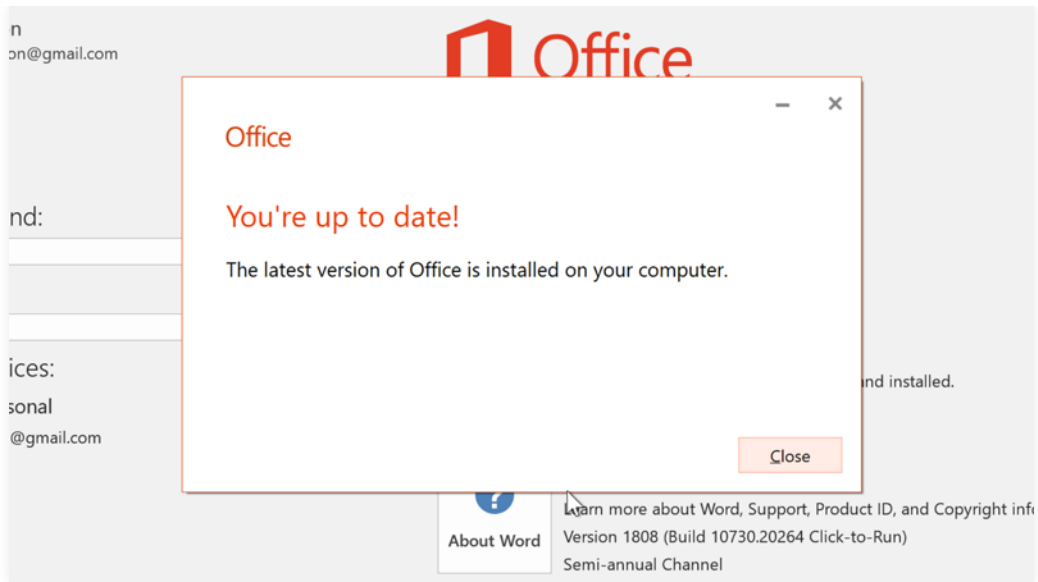 n
on@gmail.com
Office
Office
You're up to date!
The latest version of Office is installed on your computer.
nd:
ices:
sonal
@gmail.com
and installed.
Close
?
About Word
Learn more about Word, Support, Product ID, and Copyright info
Version 1808 (Build 10730.20264 Click-to-Run)
Semi-annual Channel